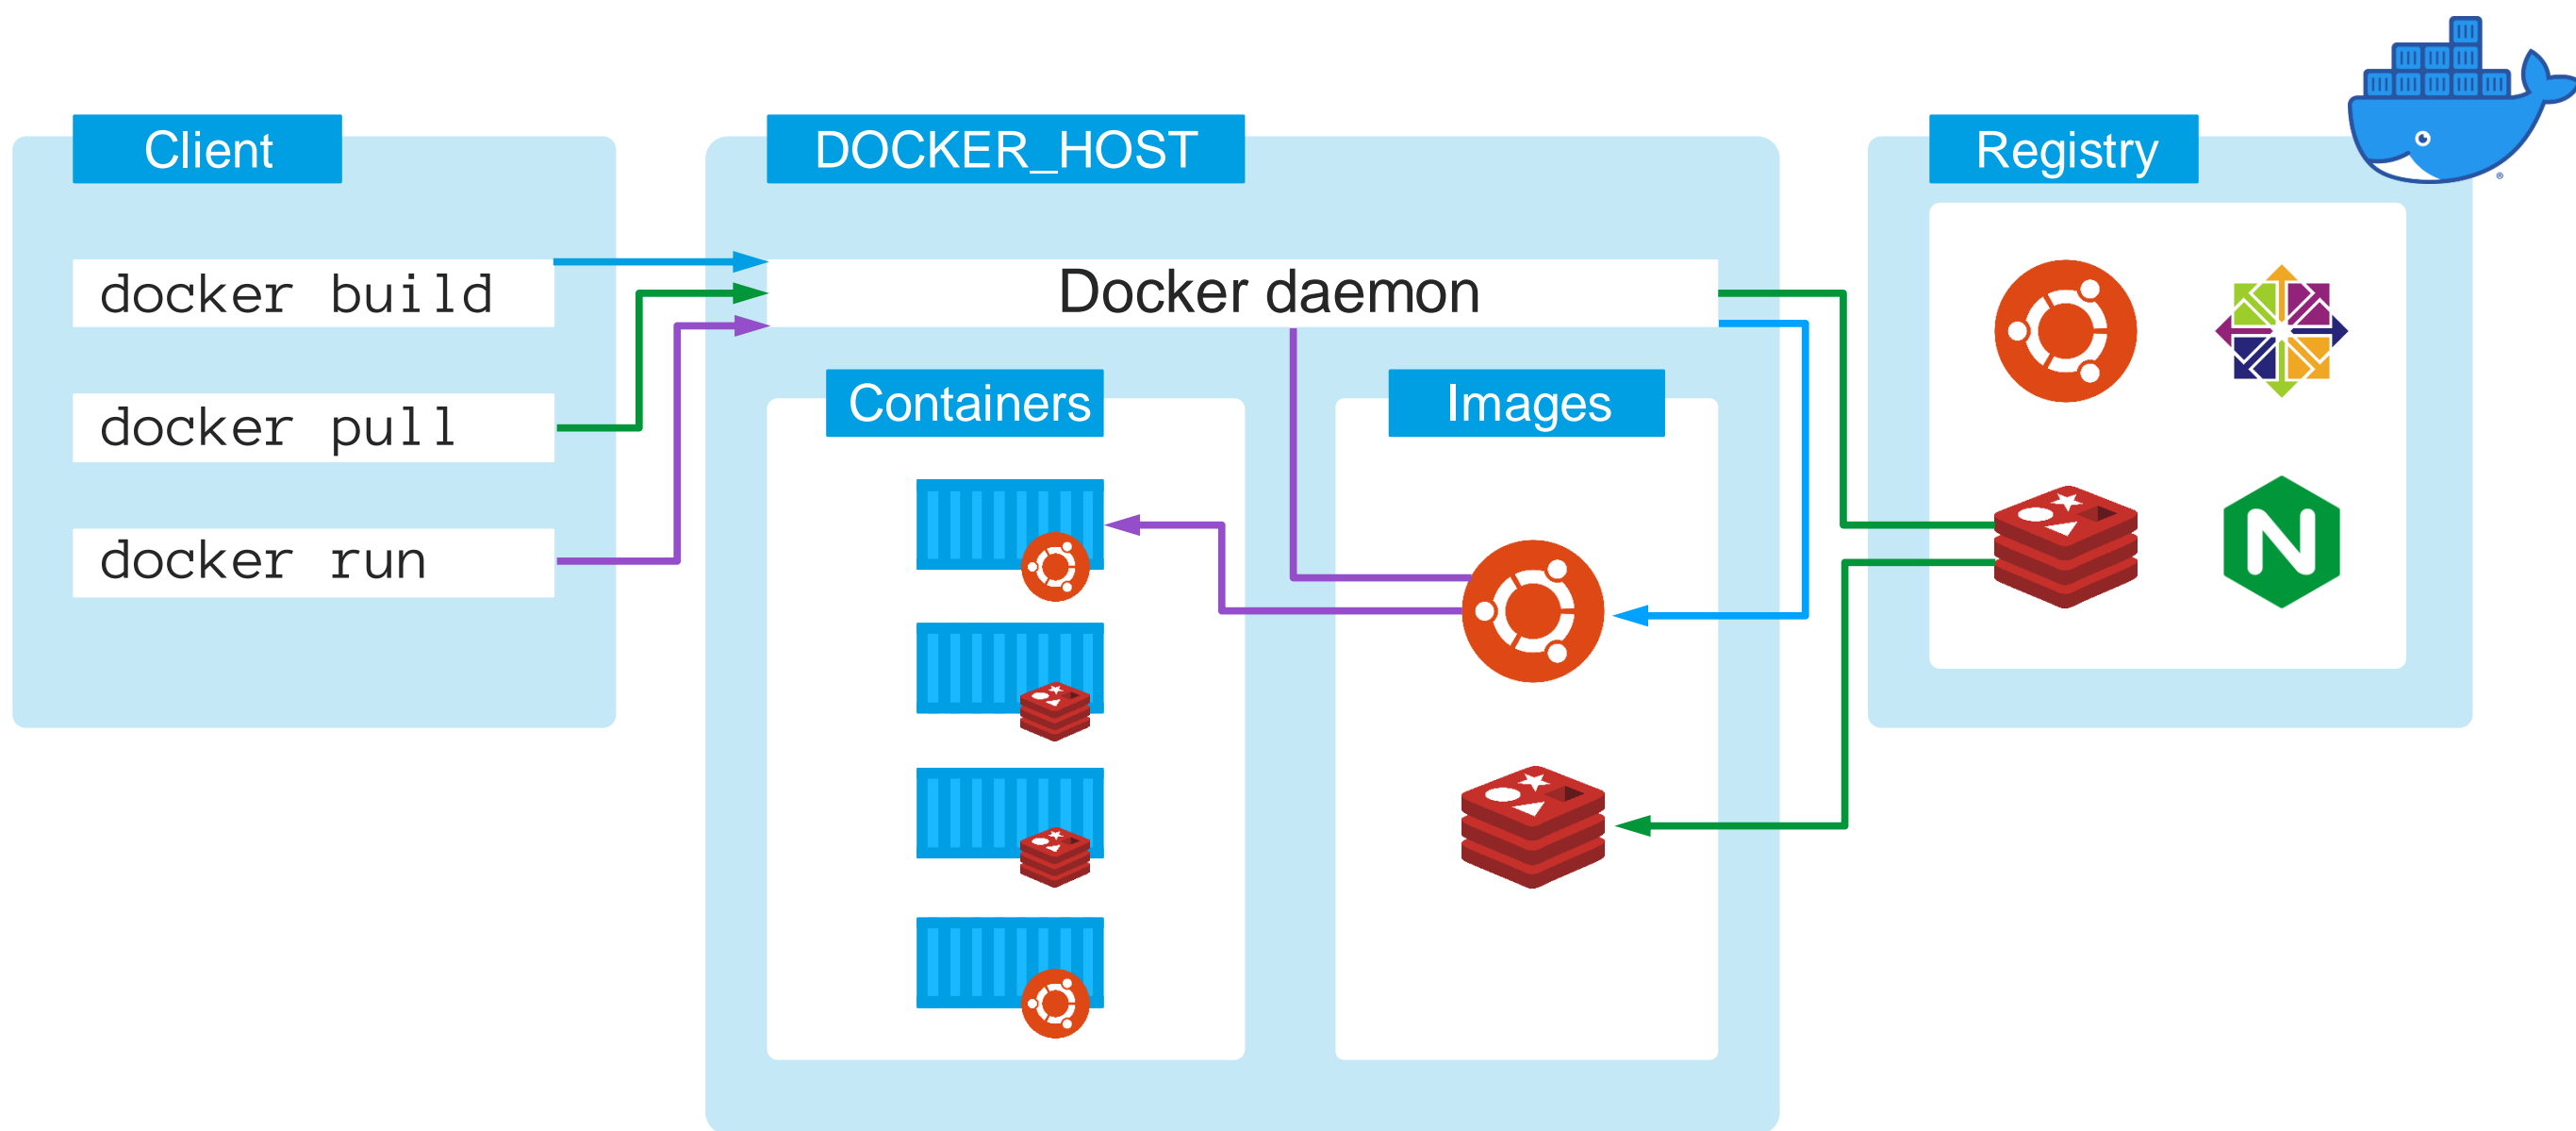 Client
docker build
docker pull
docker run
DOCKER_HOST
Docker daemon
Containers
Images
Registry
N
®